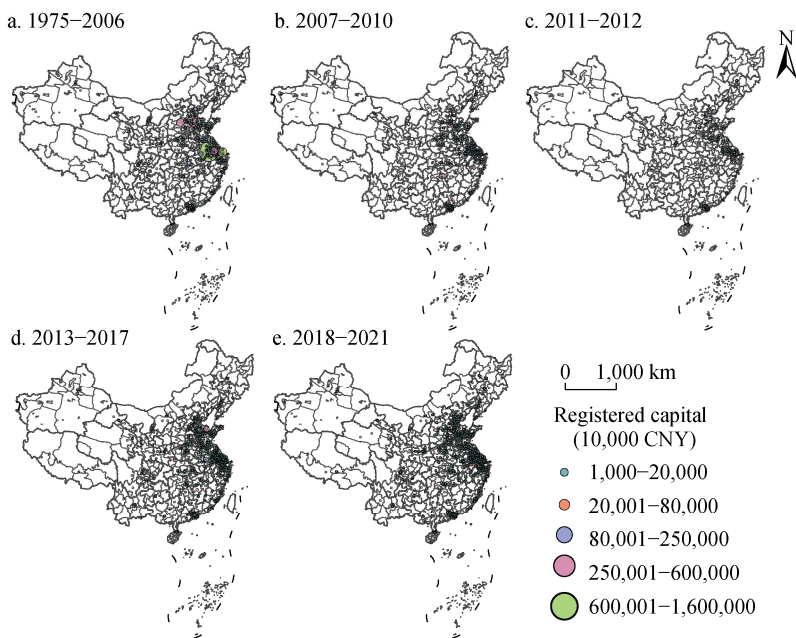 a. 1975−2006
b. 2007−2010
c. 2011−2012
N
d. 2013−2017
e. 2018−2021
0 1,000 km
Registered capital
(10,000 CNY)
1,000−20,000
20,001−80,000
80,001−250,000
250,001−600,000
600,001−1,600,000